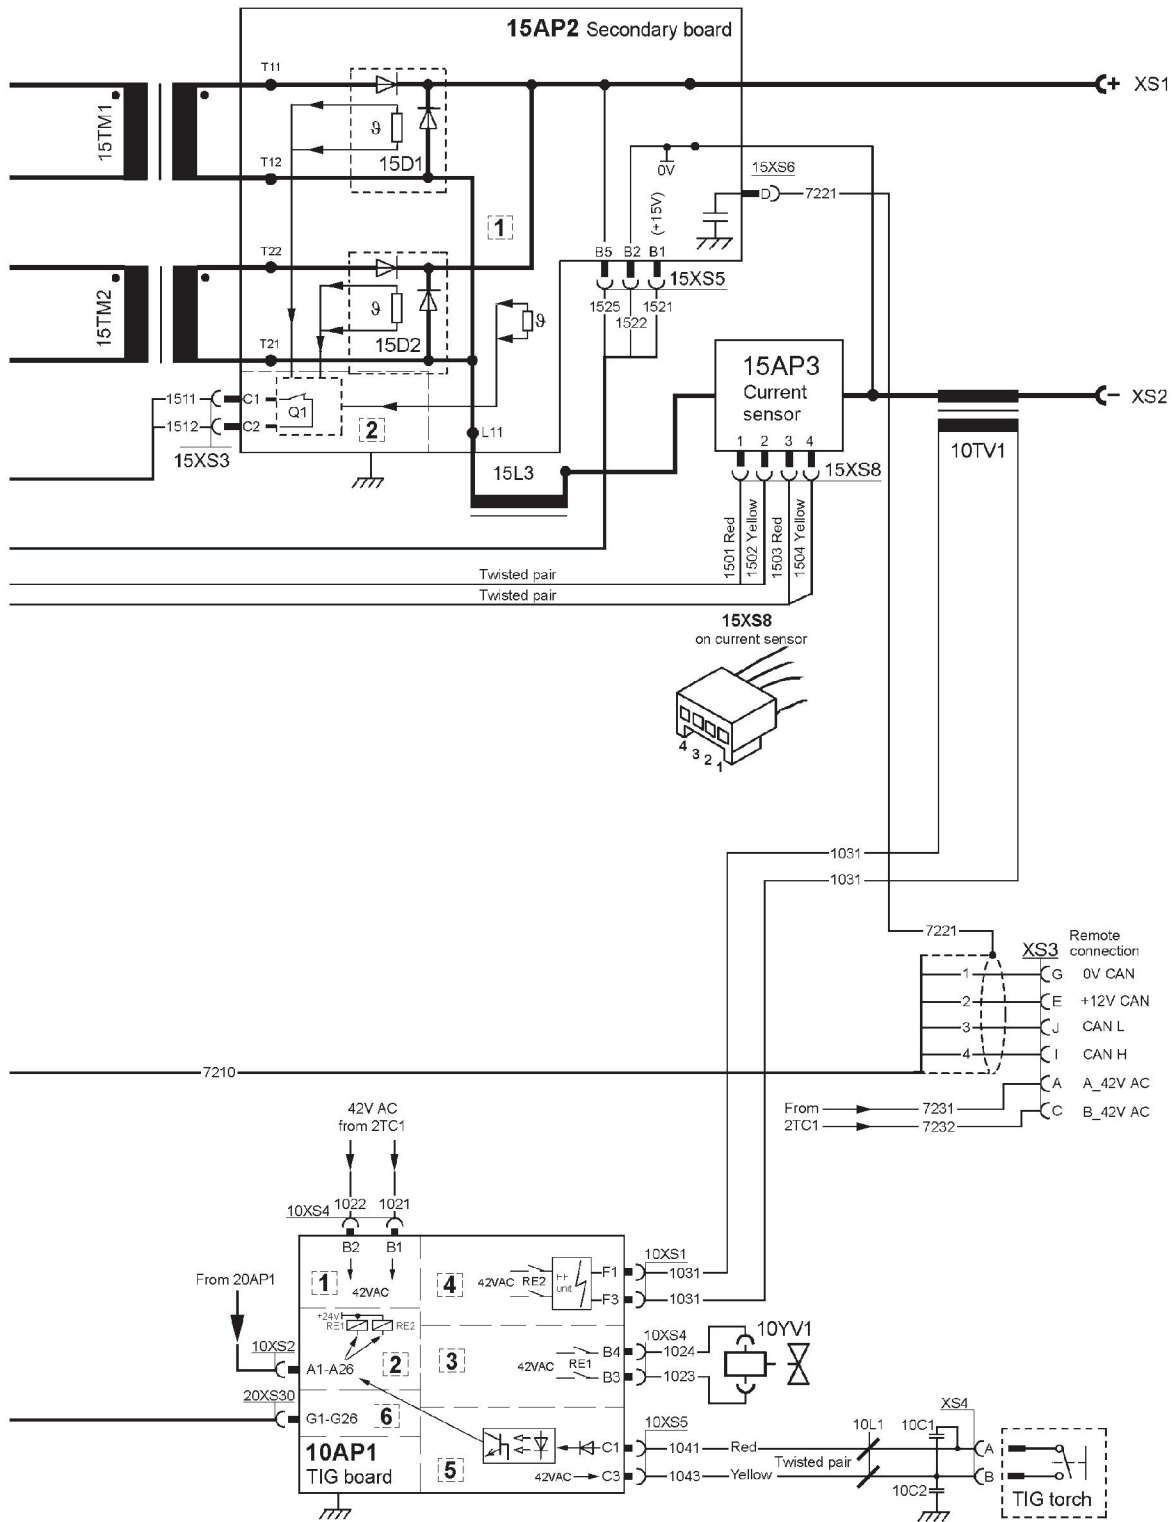 15AP2 Secondary board
T11
XS1
15TM1
ϑ
15D1
T12
0V
15XS6
D
7221
(+15V)
1
B5 B2 B1
15XS5
T22
15TM2
ϑ
15D2
ϑ
1525
1522
1521
T21
15AP3
Current
sensor
XS2
1511
C1
Q1
1512
C2
2
L11
15XS3
15L3
1 2 3 4
15XS8
10TV1
1501 Red
1502 Yellow
1503 Red
1504 Yellow
Twisted pair
Twisted pair
15XS8
on current sensor
4 3 2 1
1031
1031
7221
XS3
Remote
connection
1 G 0V CAN
2 E +12V CAN
3 J CAN L
4 I CAN H
7210
A A_42V AC
From
7231
2TC1
7232
C B_42V AC
42V AC
from 2TC1
1022
1021
10XS4
B2 B1
1
42VAC
From 20AP1
4
42VAC
RE2
unit
F1
F3
10XS1
1031
1031
+24V
RE1
RE2
10XS2
A1-A26
2
3
42VAC
RE1
B4
B3
10XS4
1024
1023
10YV1
20XS30
G1-G26
6
10AP1
TIG board
5
42VAC
C1
C3
10XS5
1041
Red
1043
Yellow
Twisted pair
10L1
10C1
10C2
XS4
A
B
TIG torch